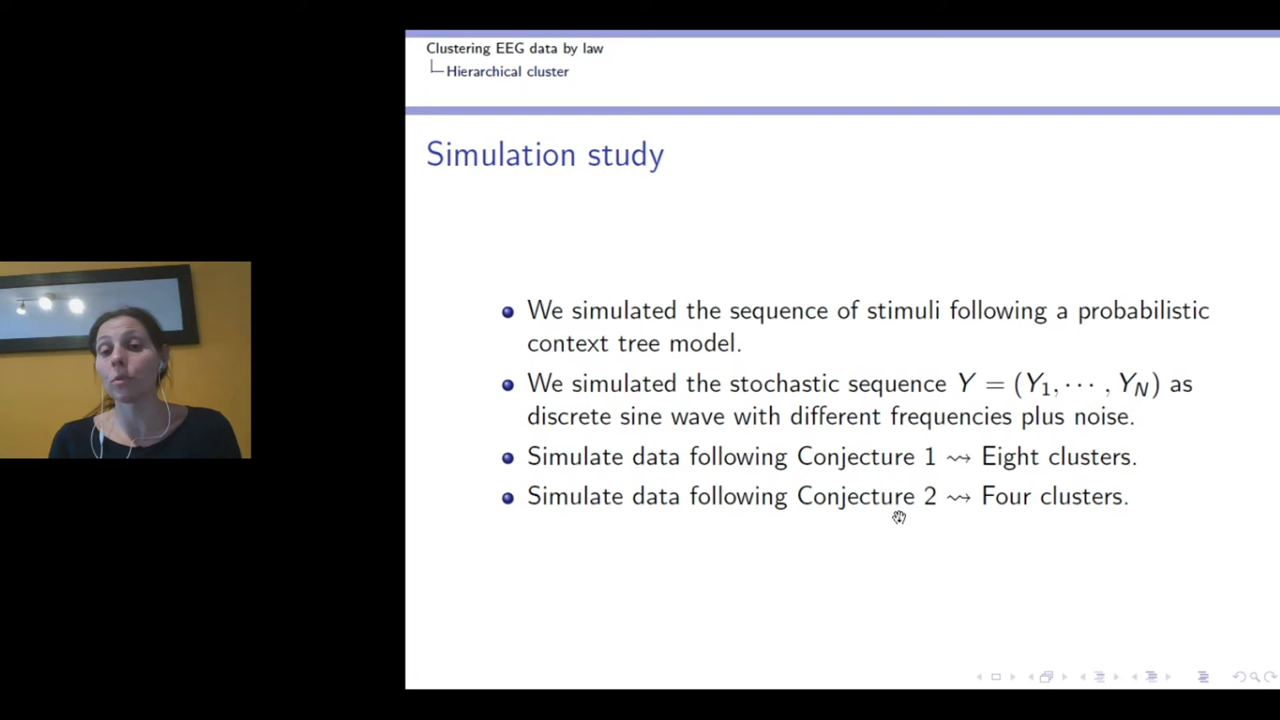 Clustering EEG data by law
Hierarchical cluster
Simulation study
We simulated the sequence of stimuli following a probabilistic
context tree model.
We simulated the stochastic sequence Y = (Y₁, ⋯ , Y_N) as
discrete sine wave with different frequencies plus noise.
Simulate data following Conjecture 1 ⇝ Eight clusters.
Simulate data following Conjecture 2 ⇝ Four clusters.